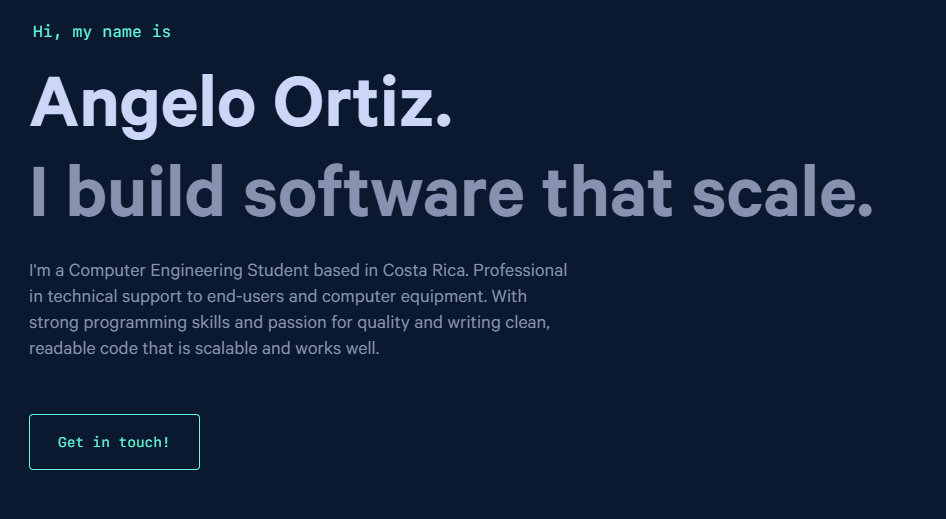 Hi, my name is
Angelo Ortiz.
I build software that scale.
I'm a Computer Engineering Student based in Costa Rica. Professional
in technical support to end-users and computer equipment. With
strong programming skills and passion for quality and writing clean,
readable code that is scalable and works well.
Get in touch!